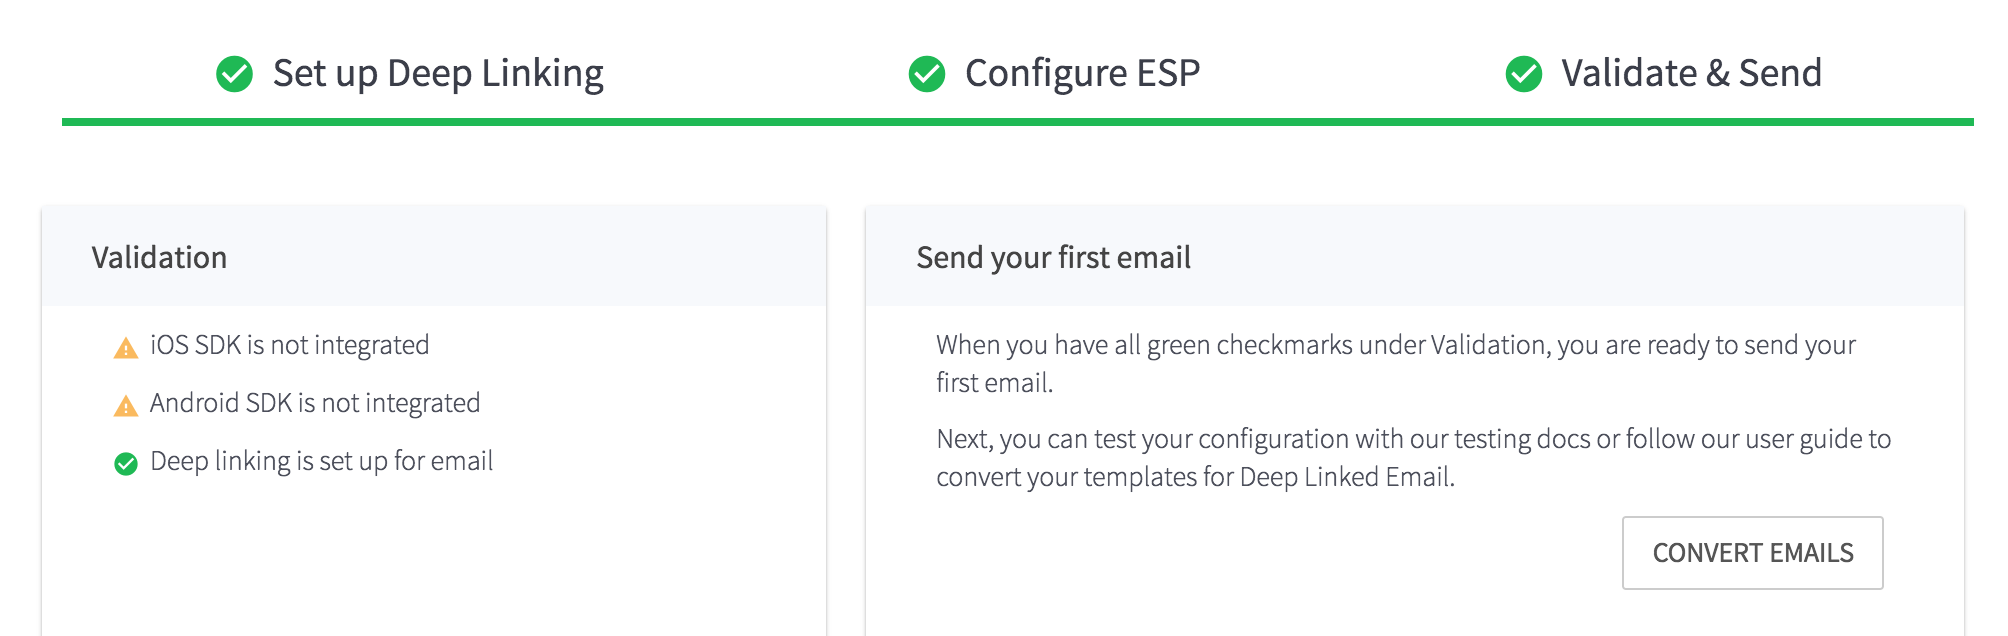 Set up Deep Linking
Configure ESP
Validate & Send
Validation
iOS SDK is not integrated
Android SDK is not integrated
Deep linking is set up for email
Send your first email
When you have all green checkmarks under Validation, you are ready to send your
first email.
Next, you can test your configuration with our testing docs or follow our user guide to
convert your templates for Deep Linked Email.
CONVERT EMAILS